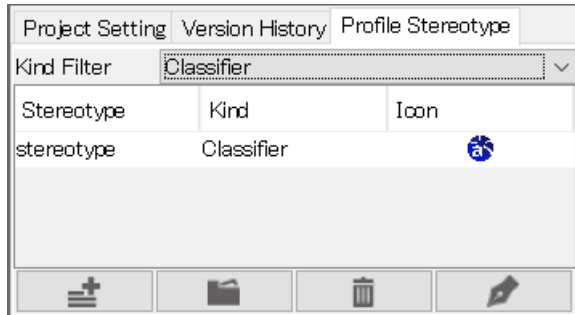 Project Setting Version History Profile Stereotype
Kind Filter Classifier
Stereotype Kind Icon
stereotype Classifier